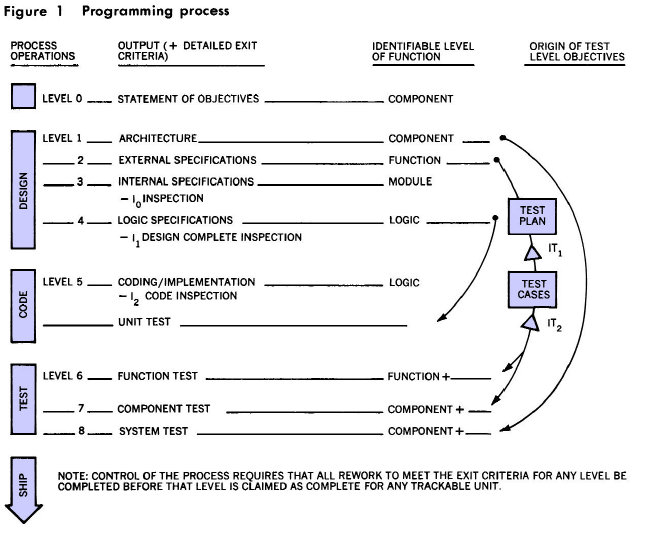 Figure 1 Programming process
PROCESS OPERATIONS
OUTPUT (+ DETAILED EXIT CRITERIA)
IDENTIFIABLE LEVEL OF FUNCTION
ORIGIN OF TEST LEVEL OBJECTIVES
LEVEL 0 STATEMENT OF OBJECTIVES COMPONENT
DESIGN
LEVEL 1 ARCHITECTURE COMPONENT
2 EXTERNAL SPECIFICATIONS FUNCTION
3 INTERNAL SPECIFICATIONS MODULE
– I0 INSPECTION
4 LOGIC SPECIFICATIONS LOGIC
– I1 DESIGN COMPLETE INSPECTION
TEST PLAN
IT1
CODE
LEVEL 5 CODING/IMPLEMENTATION LOGIC
– I2 CODE INSPECTION
UNIT TEST
TEST CASES
IT2
TEST
LEVEL 6 FUNCTION TEST FUNCTION +
7 COMPONENT TEST COMPONENT +
8 SYSTEM TEST COMPONENT +
SHIP
NOTE: CONTROL OF THE PROCESS REQUIRES THAT ALL REWORK TO MEET THE EXIT CRITERIA FOR ANY LEVEL BE
COMPLETED BEFORE THAT LEVEL IS CLAIMED AS COMPLETE FOR ANY TRACKABLE UNIT.